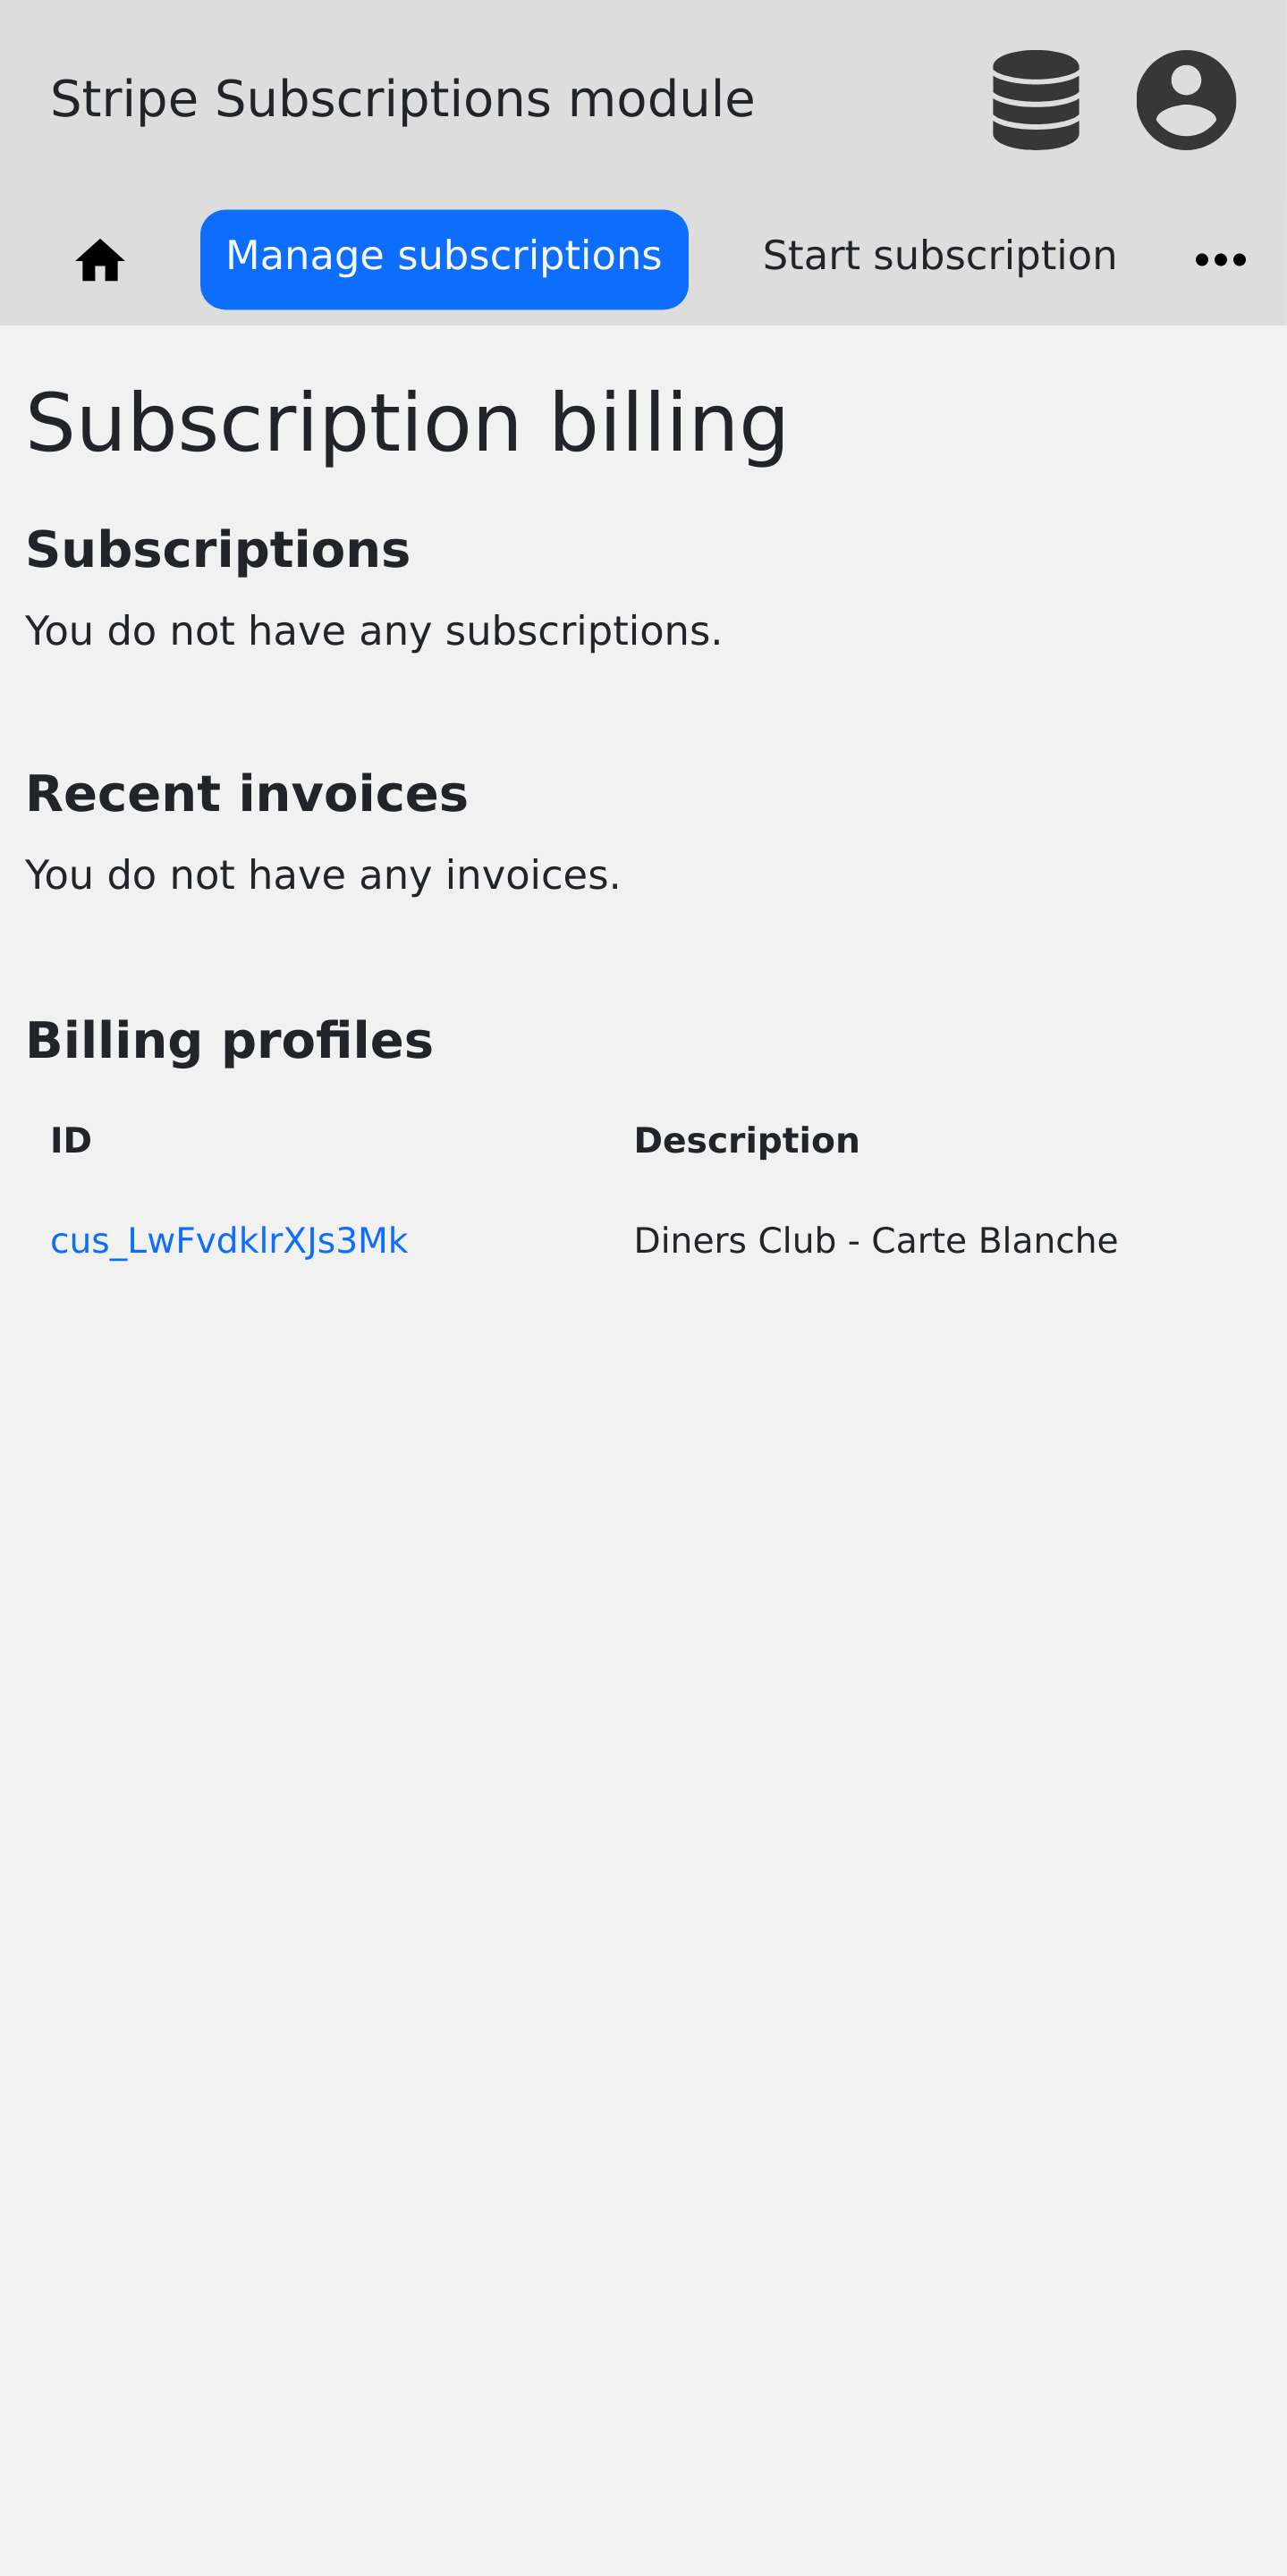 Stripe Subscriptions module
Manage subscriptions Start subscription
Subscription billing
Subscriptions
You do not have any subscriptions.
Recent invoices
You do not have any invoices.
Billing profiles
ID Description
cus_LwFvdklrXJs3Mk Diners Club - Carte Blanche